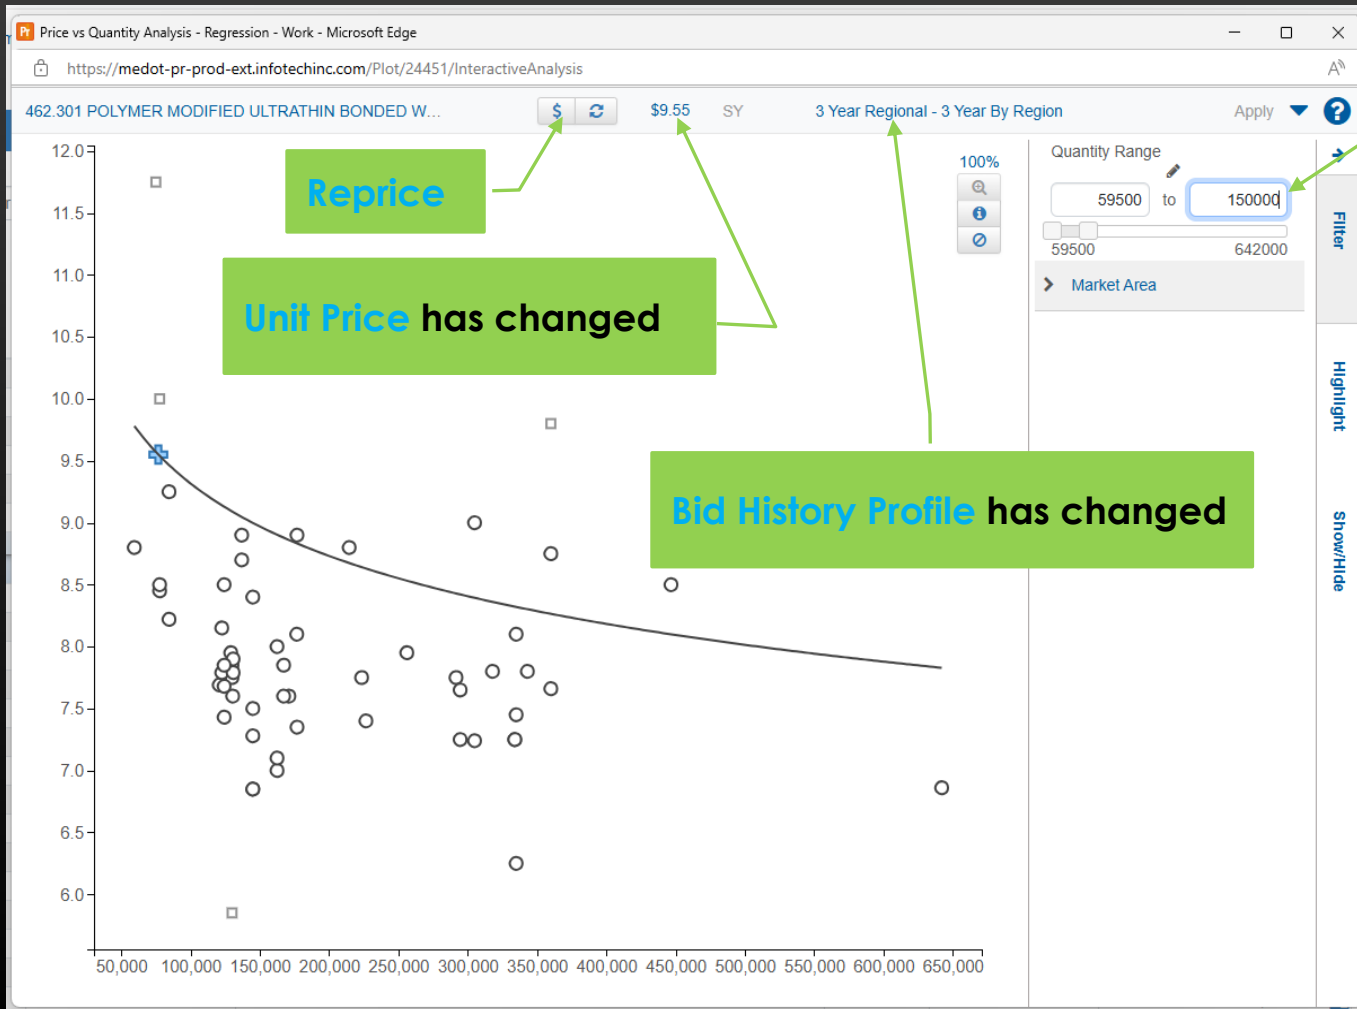 Price vs Quantity Analysis - Regression - Work - Microsoft Edge
https://medot-pr-prod-ext.infotechinc.com/Plot/24451/InteractiveAnalysis
462.301 POLYMER MODIFIED ULTRATHIN BONDED W...
$
$9.55
SY
3 Year Regional - 3 Year By Region
Apply
?
Reprice
Unit Price has changed
Bid History Profile has changed
100%
Quantity Range
59500 to 150000
59500 642000
Market Area
Filter
Highlight
Show/Hide
12.0
11.5
11.0
10.5
10.0
9.5
9.0
8.5
8.0
7.5
7.0
6.5
6.0
50,000 100,000 150,000 200,000 250,000 300,000 350,000 400,000 450,000 500,000 550,000 600,000 650,000